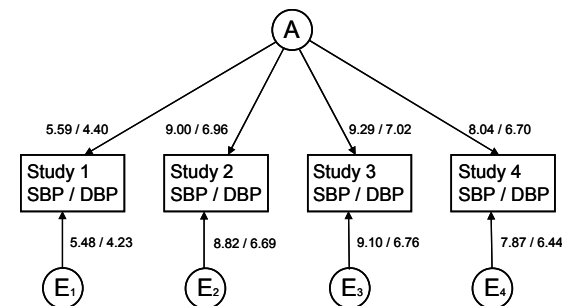 A
5.59 / 4.40
9.00 / 6.96
9.29 / 7.02
8.04 / 6.70
Study 1
SBP / DBP
Study 2
SBP / DBP
Study 3
SBP / DBP
Study 4
SBP / DBP
5.48 / 4.23
8.82 / 6.69
9.10 / 6.76
7.87 / 6.44
E1
E2
E3
E4